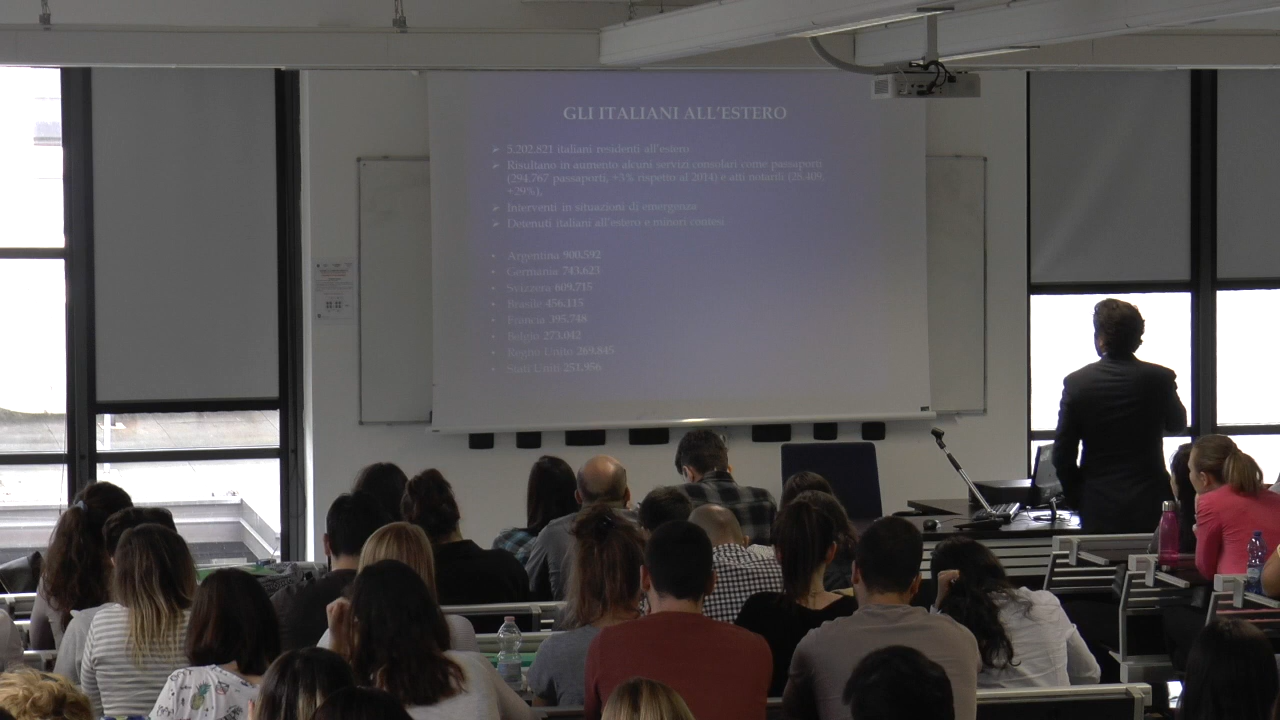 GLI ITALIANI ALL'ESTERO
➢ 5.202.821 italiani residenti all'estero
➢ Risultano in aumento alcuni servizi consolari come passaporti
(294.767 passaporti, +3% rispetto al 2014) e atti notarili (26.409,
+29%),
➢ Interventi in situazioni di emergenza
➢ Detenuti italiani all'estero e minori contesi
• Argentina 900.592
• Germania 743.623
• Svizzera 609.715
• Brasile 456.115
• Francia 395.748
• Belgio 273.042
• Regno Unito 269.845
• Stati Uniti 251.956